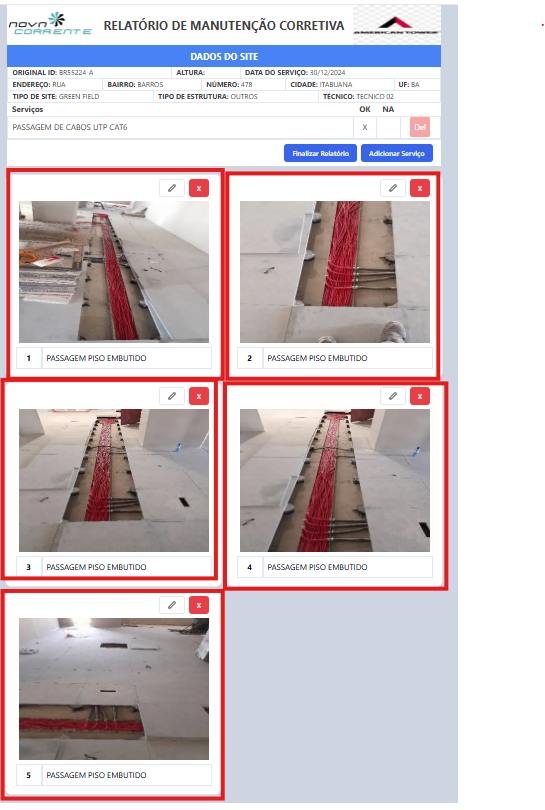 novo
CORRENTE
RELATÓRIO DE MANUTENÇÃO CORRETIVA
AMERICAN TOWER
DADOS DO SITE
ORIGINAL ID: BR55224 A ALTURA: DATA DO SERVIÇO: 30/12/2024
ENDEREÇO: RUA BAIRRO: BARROS NÚMERO: 478 CIDADE: ITABUANA UF: BA
TIPO DE SITE: GREEN FIELD TIPO DE ESTRUTURA: OUTROS TÉCNICO: TECNICO 02
Serviços OK NA
PASSAGEM DE CABOS UTP CAT6 X Del
Finalizar Relatório Adicionar Serviço
x x
1 PASSAGEM PISO EMBUTIDO 2 PASSAGEM PISO EMBUTIDO
x x
3 PASSAGEM PISO EMBUTIDO 4 PASSAGEM PISO EMBUTIDO
x
5 PASSAGEM PISO EMBUTIDO